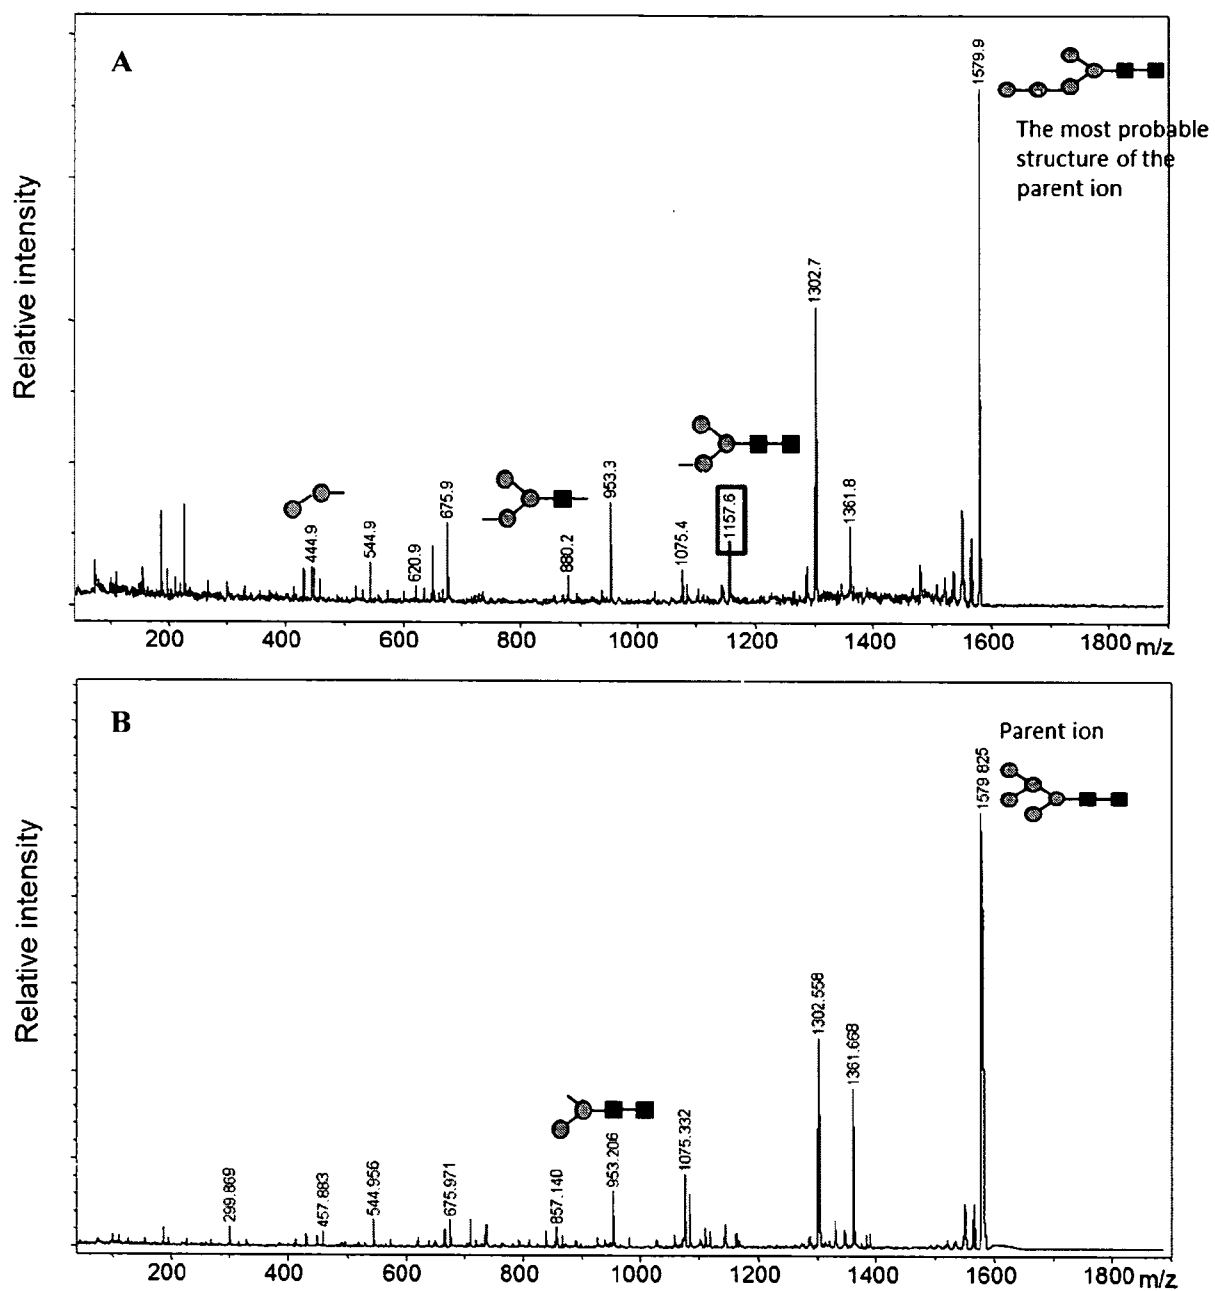 A
1579.9
The most probable
structure of the
parent ion
Relative intensity
1302.7
444.9
544.9
620.9
675.9
880.2
953.3
1075.4
1157.6
1361.8
200 400 600 800 1000 1200 1400 1600 1800 m/z
B
Parent ion
1579 825
Relative intensity
1302.558
1361.668
299.869
457.883
544.956
675.971
857.140
953.206
1075.332
200 400 600 800 1000 1200 1400 1600 1800 m/z